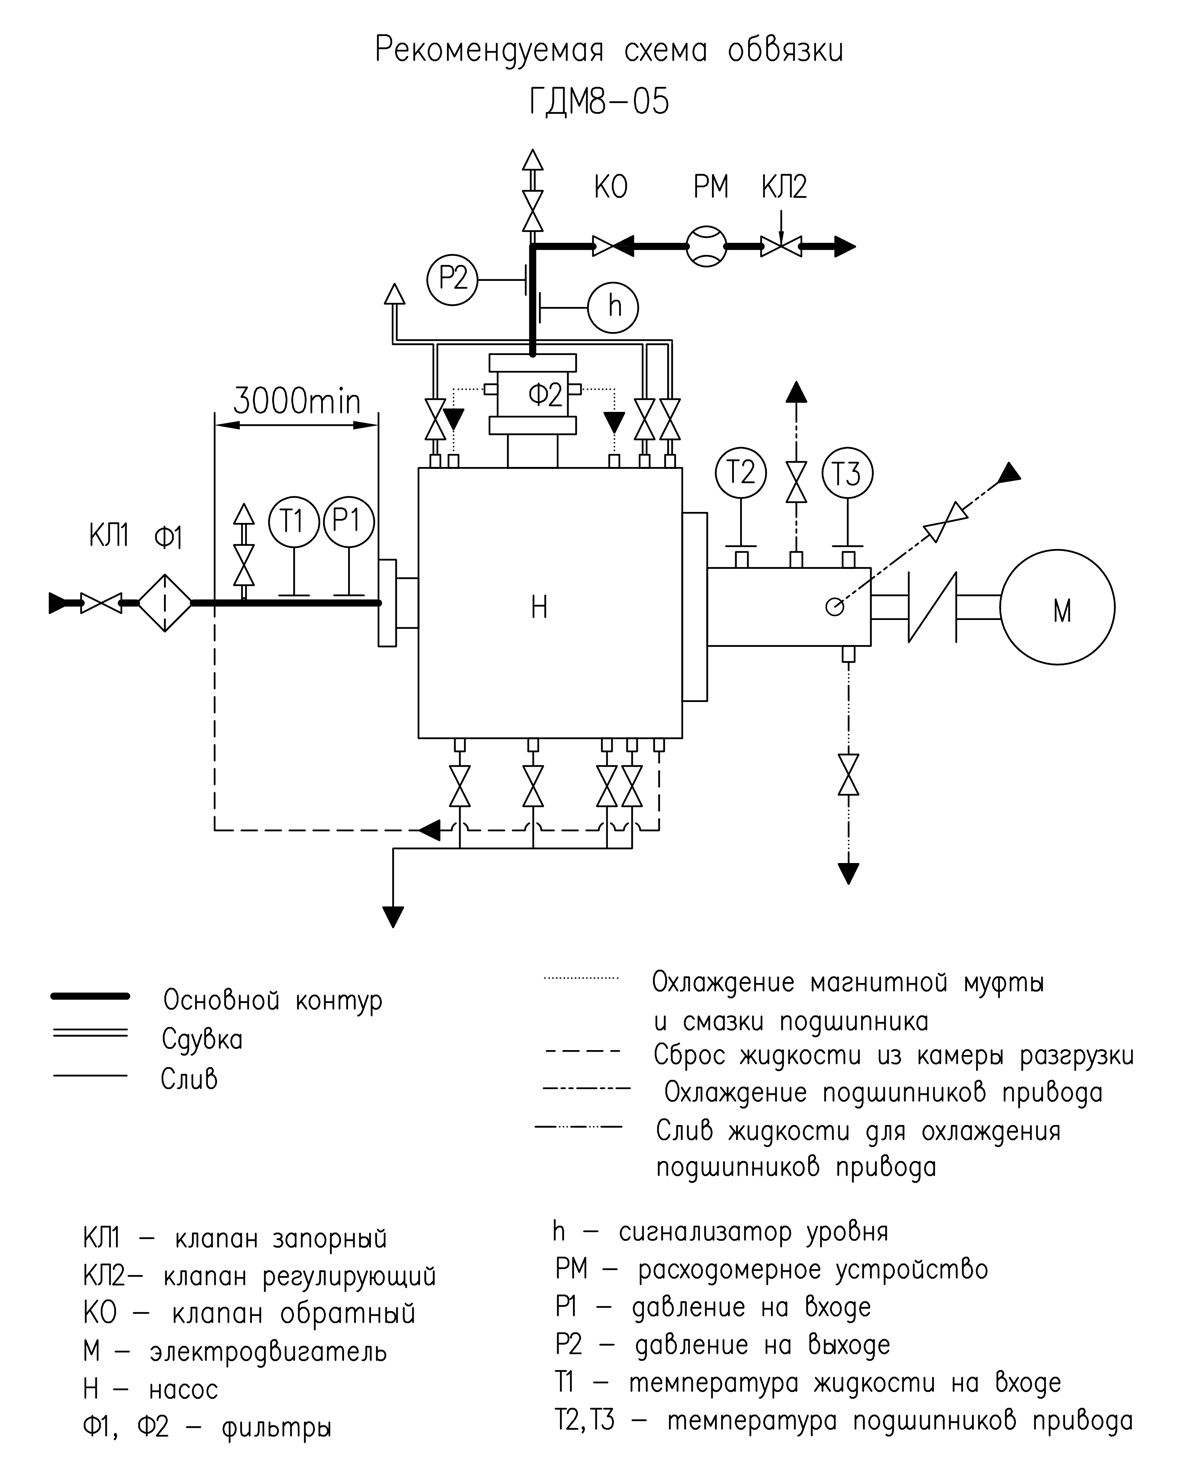 Рекомендуемая схема обвязки
ГДМ8-05
КО РМ КЛ2
Р2
h
3000min
Ф2
Т2
Т3
КЛ1 Ф1
Т1
Р1
Н
М
Основной контур
Сдувка
Слив
Охлаждение магнитной муфты
и смазки подшипника
Сброс жидкости из камеры разгрузки
Охлаждение подшипников привода
Слив жидкости для охлаждения
подшипников привода
КЛ1 – клапан запорный
КЛ2– клапан регулирующий
КО – клапан обратный
М – электродвигатель
Н – насос
Ф1, Ф2 – фильтры
h – сигнализатор уровня
РМ – расходомерное устройство
Р1 – давление на входе
Р2 – давление на выходе
Т1 – температура жидкости на входе
Т2,Т3 – температура подшипников привода